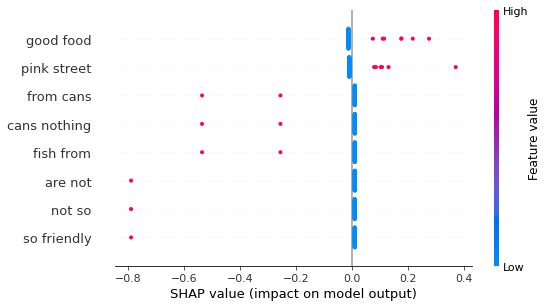 High
good food
pink street
from cans
cans nothing
fish from
are not
not so
so friendly
Feature value
Low
−0.8 −0.6 −0.4 −0.2 0.0 0.2 0.4
SHAP value (impact on model output)